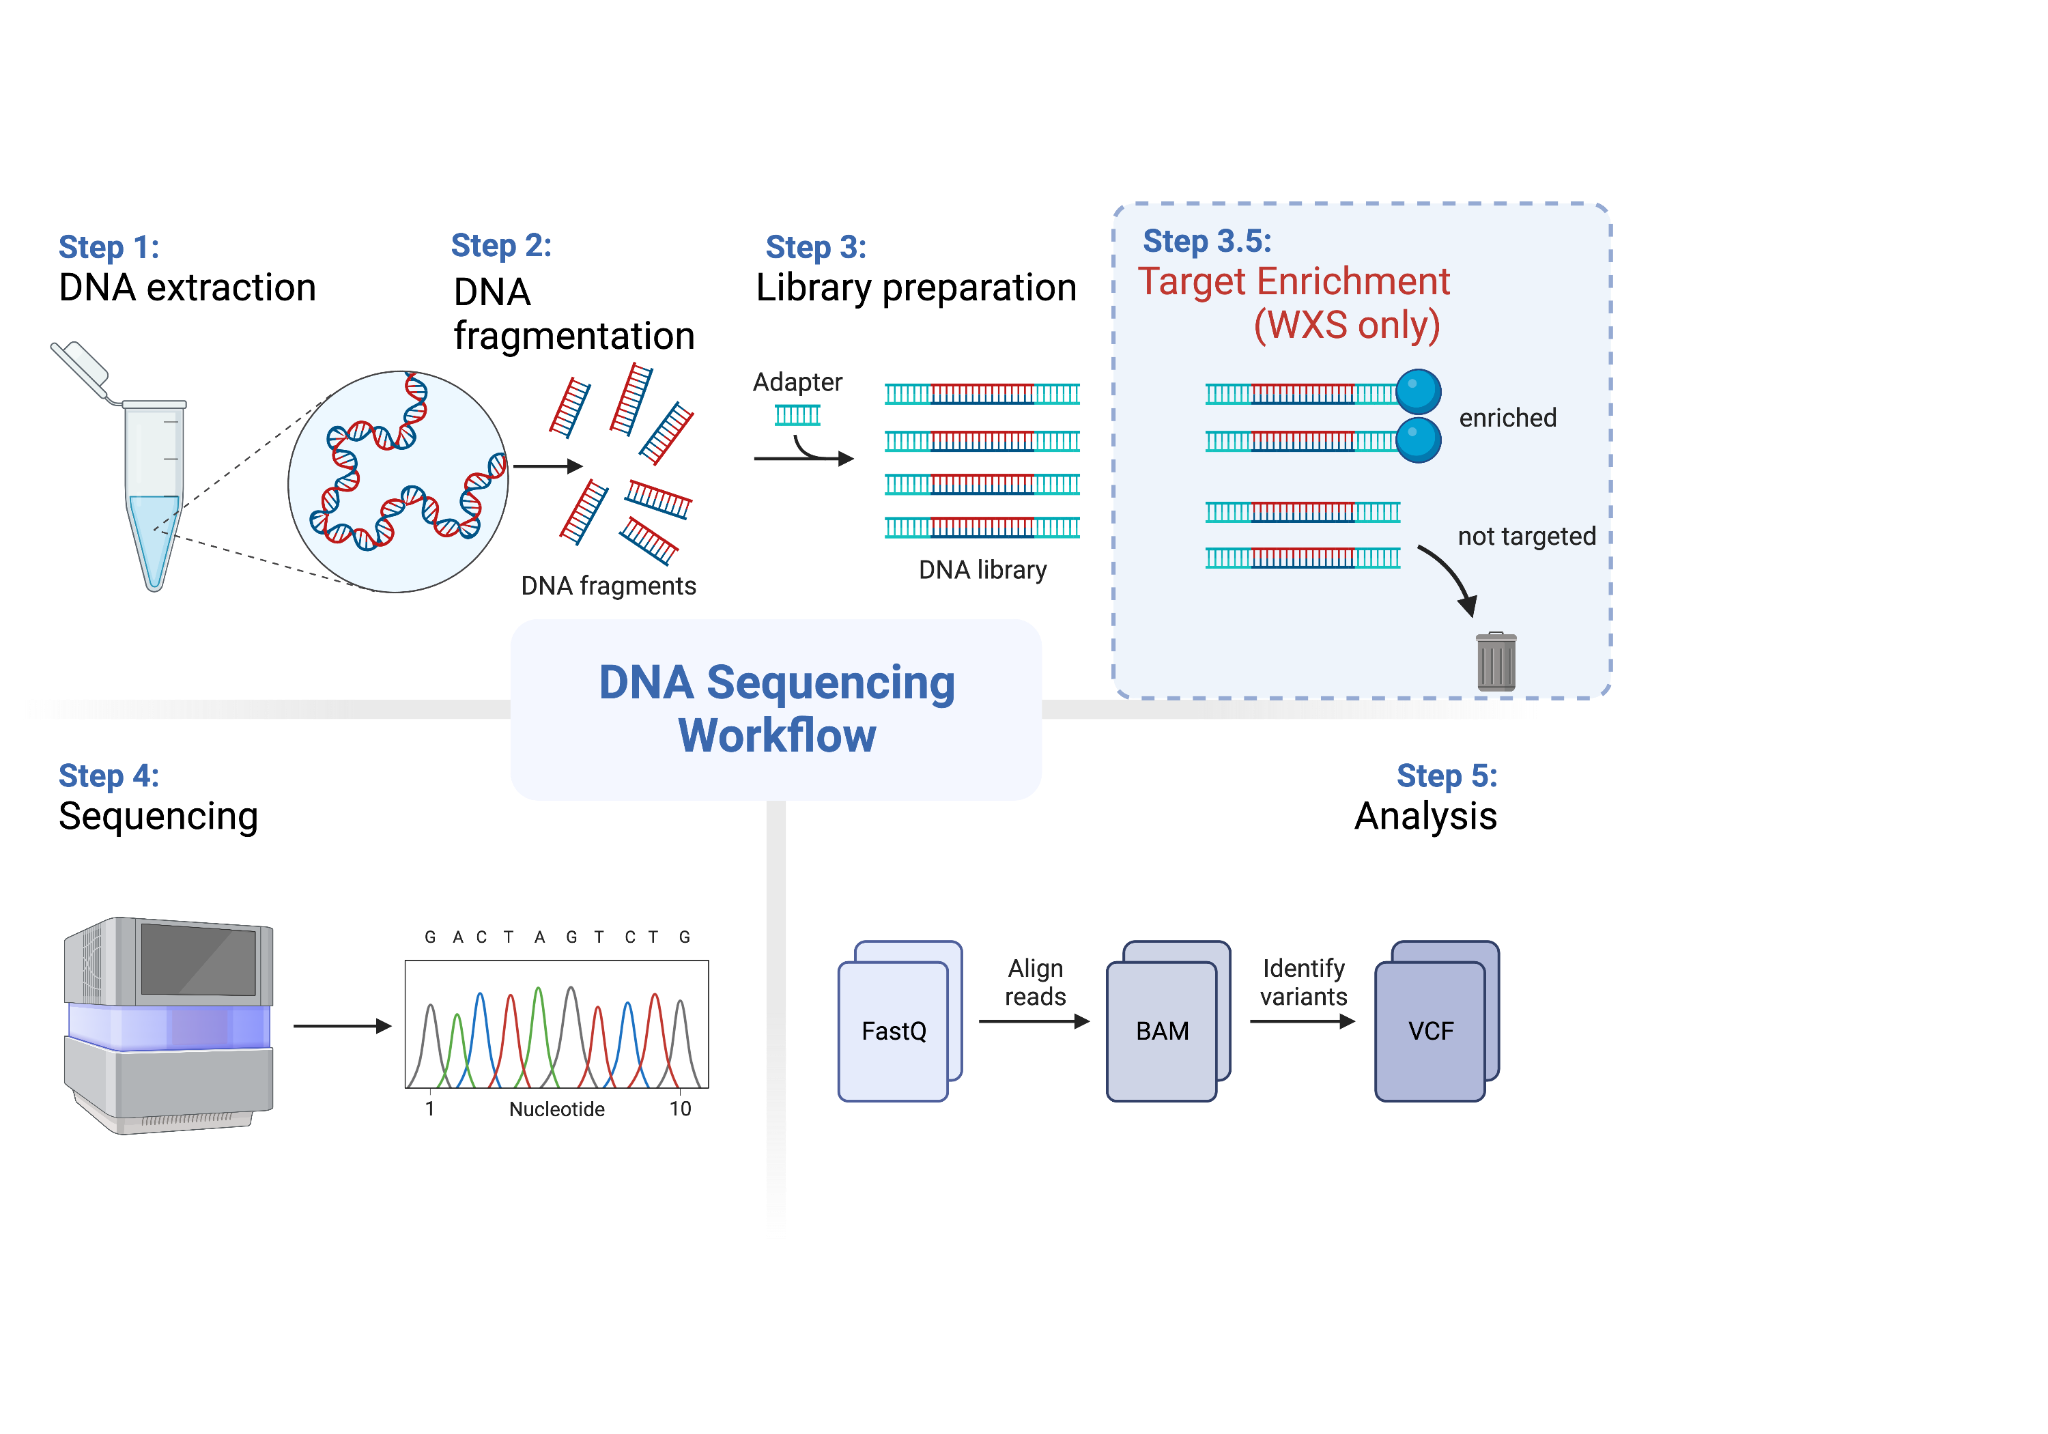 Step 1:
DNA extraction
Step 2:
DNA
fragmentation
DNA fragments
Step 3:
Library preparation
Adapter
DNA library
Step 3.5:
Target Enrichment
(WXS only)
enriched
not targeted
DNA Sequencing
Workflow
Step 4:
Sequencing
G A C T A G T C T G
1 Nucleotide 10
Step 5:
Analysis
FastQ
Align
reads
BAM
Identify
variants
VCF